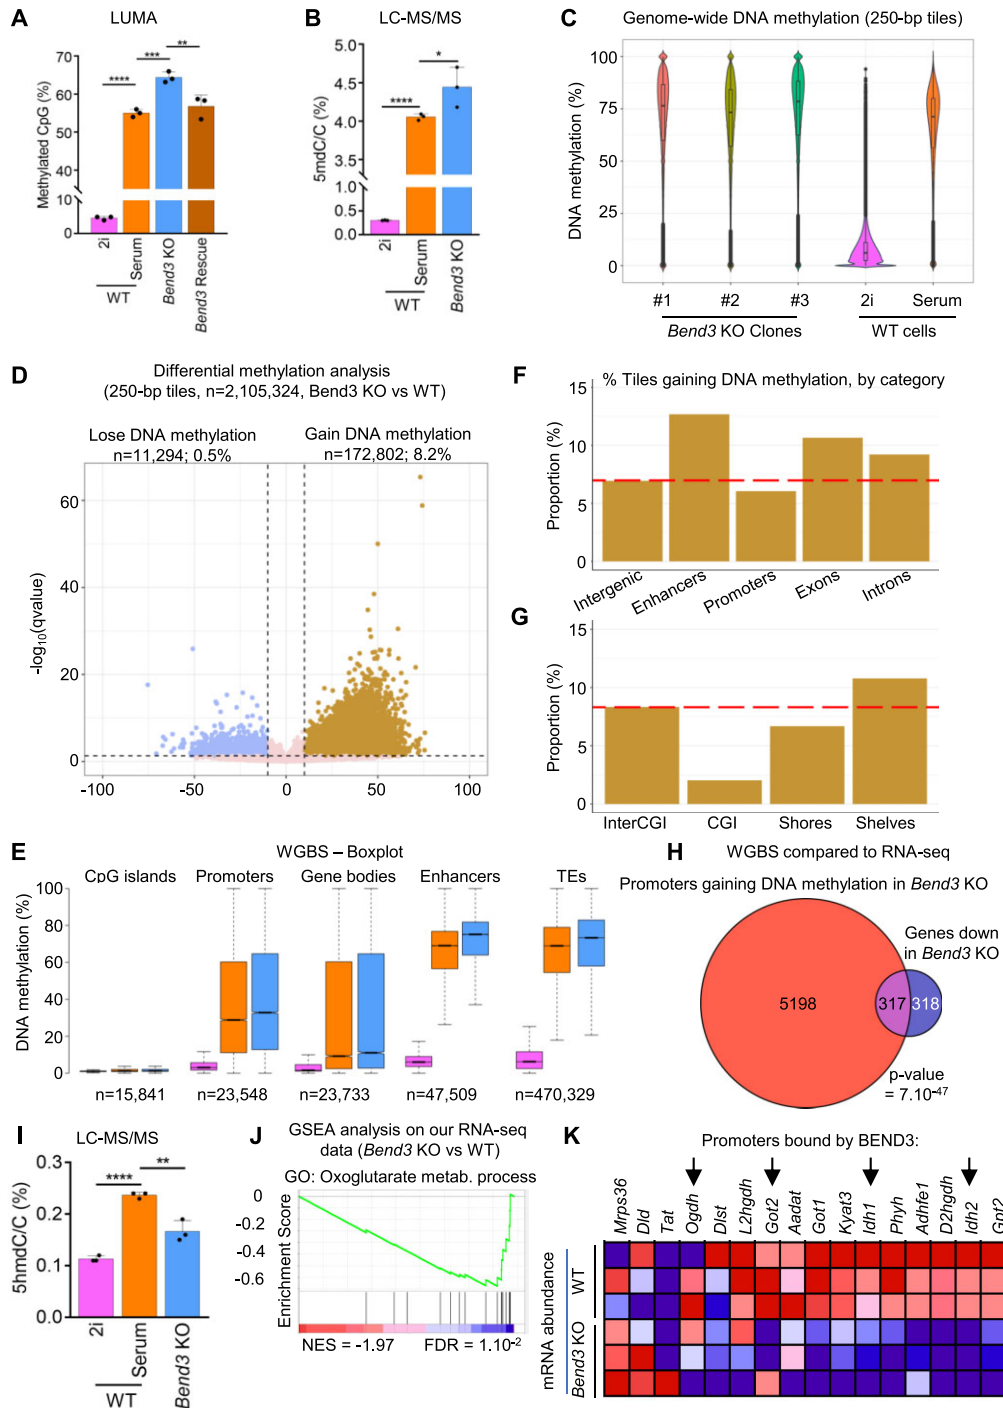 A
LUMA
Methylated CpG (%)
70
60
50
40
10
0
****
***
**
2i
Serum
Bend3 KO
Bend3 Rescue
WT
B
LC-MS/MS
5mdC/C (%)
5.0
4.5
4.0
3.5
1.0
0.5
0.0
****
*
2i
Serum
Bend3 KO
WT
C
Genome-wide DNA methylation (250-bp tiles)
DNA methylation (%)
100
75
50
25
0
#1
#2
#3
2i
Serum
Bend3 KO Clones
WT cells
D
Differential methylation analysis
(250-bp tiles, n=2,105,324, Bend3 KO vs WT)
Lose DNA methylation
n=11,294; 0.5%
Gain DNA methylation
n=172,802; 8.2%
-log10(qvalue)
60
40
20
0
-100
-50
0
50
100
F
% Tiles gaining DNA methylation, by category
Proportion (%)
15
10
5
0
Intergenic
Enhancers
Promoters
Exons
Introns
G
Proportion (%)
15
10
5
0
InterCGI
CGI
Shores
Shelves
E
WGBS – Boxplot
CpG islands
Promoters
Gene bodies
Enhancers
TEs
DNA methylation (%)
100
80
60
40
20
0
n=15,841
n=23,548
n=23,733
n=47,509
n=470,329
H
WGBS compared to RNA-seq
Promoters gaining DNA methylation in Bend3 KO
Genes down
in Bend3 KO
5198
317
318
p-value
= 7.10-47
I
LC-MS/MS
5hmdC/C (%)
0.3
0.2
0.1
0.0
****
**
2i
Serum
Bend3 KO
WT
J
GSEA analysis on our RNA-seq
data (Bend3 KO vs WT)
GO: Oxoglutarate metab. process
Enrichment Score
0
-0.2
-0.4
-0.6
NES = -1.97
FDR = 1.10-2
K
Promoters bound by BEND3:
Mrps36
Dld
Tat
Ogdh
Dlst
L2hgdh
Got2
Aadat
Got1
Kyat3
Idh1
Phyh
Adhfe1
D2hgdh
Idh2
Gpt2
mRNA abundance
WT
Bend3 KO